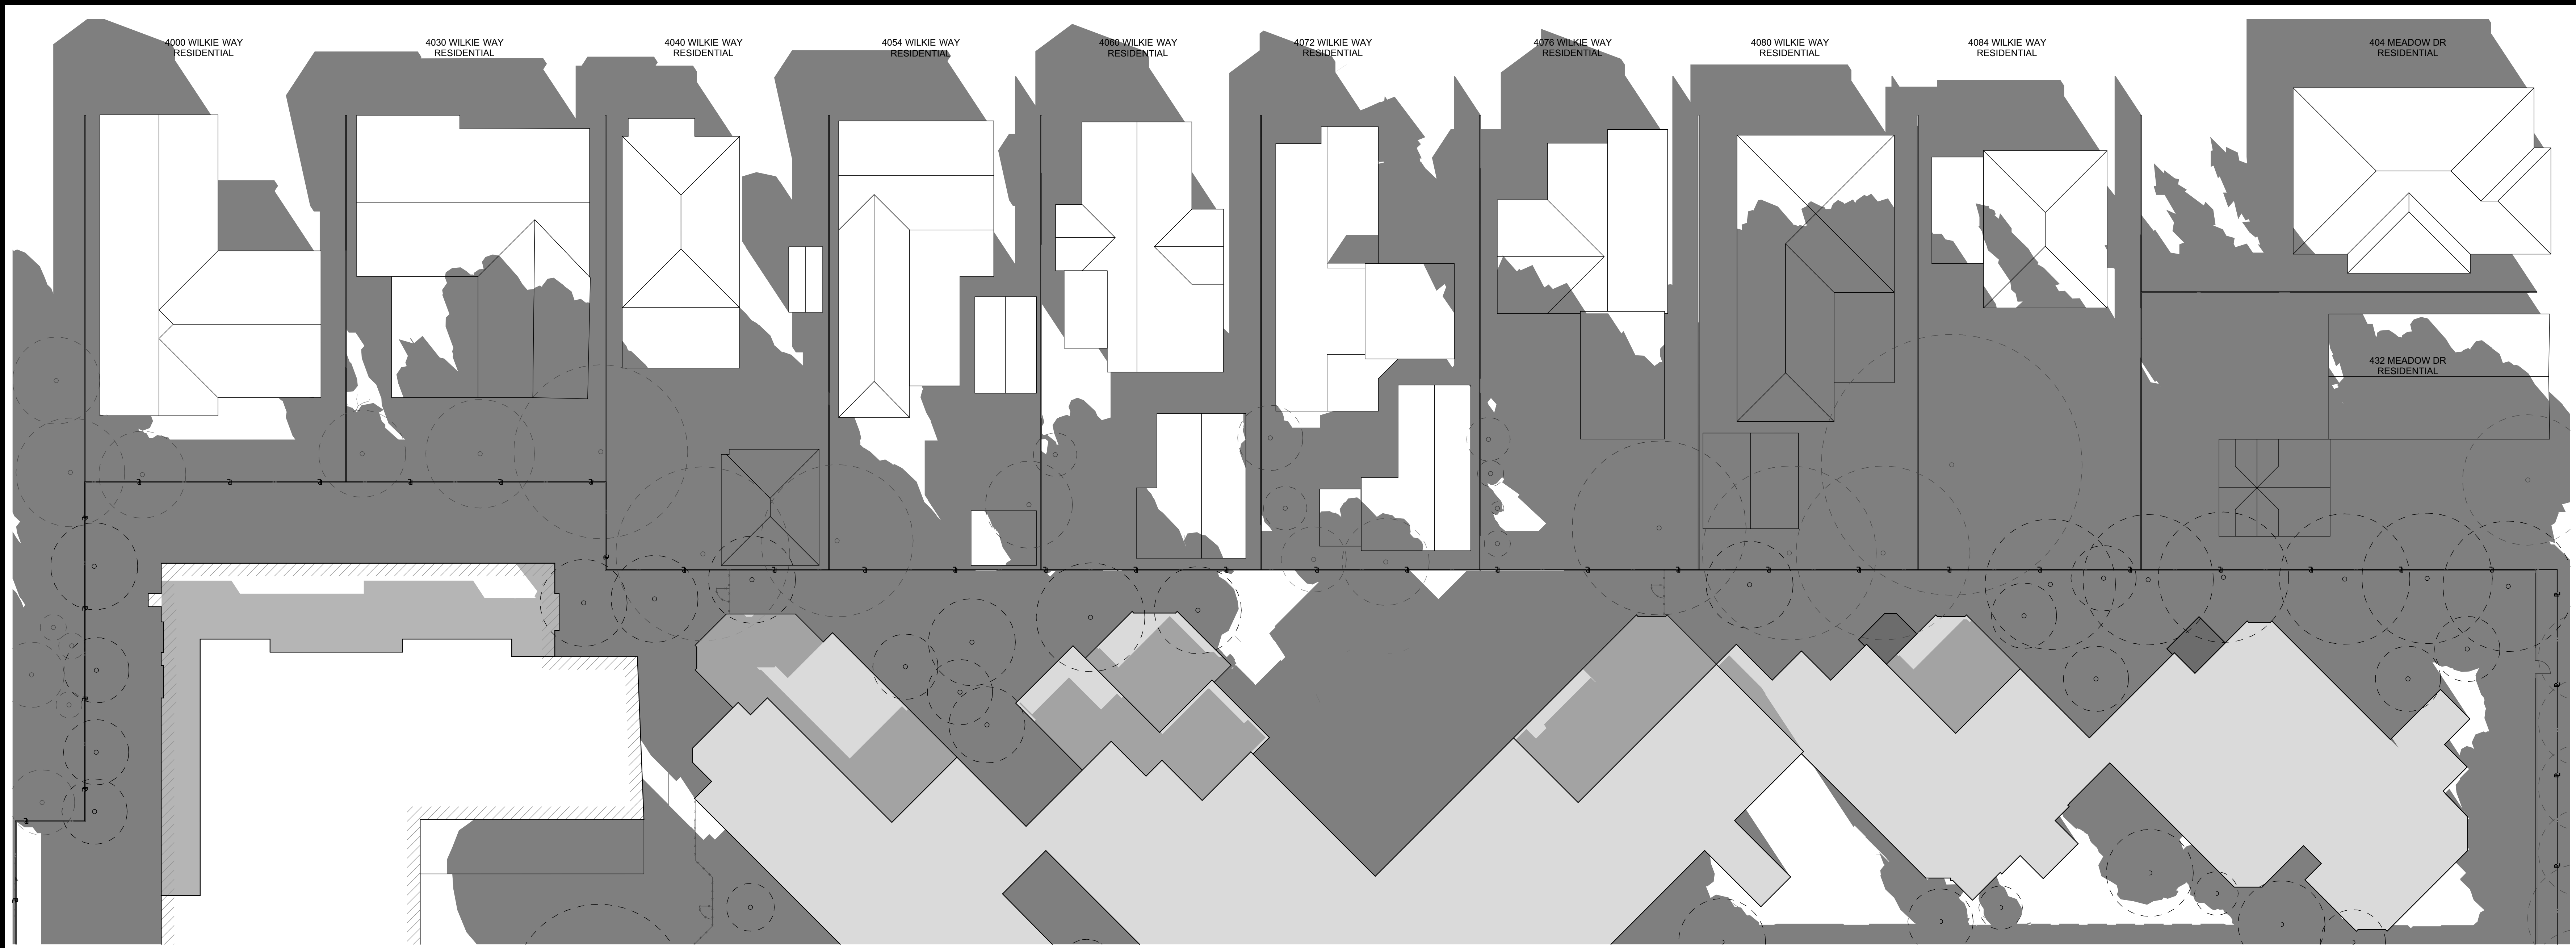 4000 WILKIE WAY
RESIDENTIAL
4030 WILKIE WAY
RESIDENTIAL
4040 WILKIE WAY
RESIDENTIAL
4054 WILKIE WAY
RESIDENTIAL
4060 WILKIE WAY
RESIDENTIAL
4072 WILKIE WAY
RESIDENTIAL
4076 WILKIE WAY
RESIDENTIAL
4080 WILKIE WAY
RESIDENTIAL
4084 WILKIE WAY
RESIDENTIAL
404 MEADOW DR
RESIDENTIAL
432 MEADOW DR
RESIDENTIAL